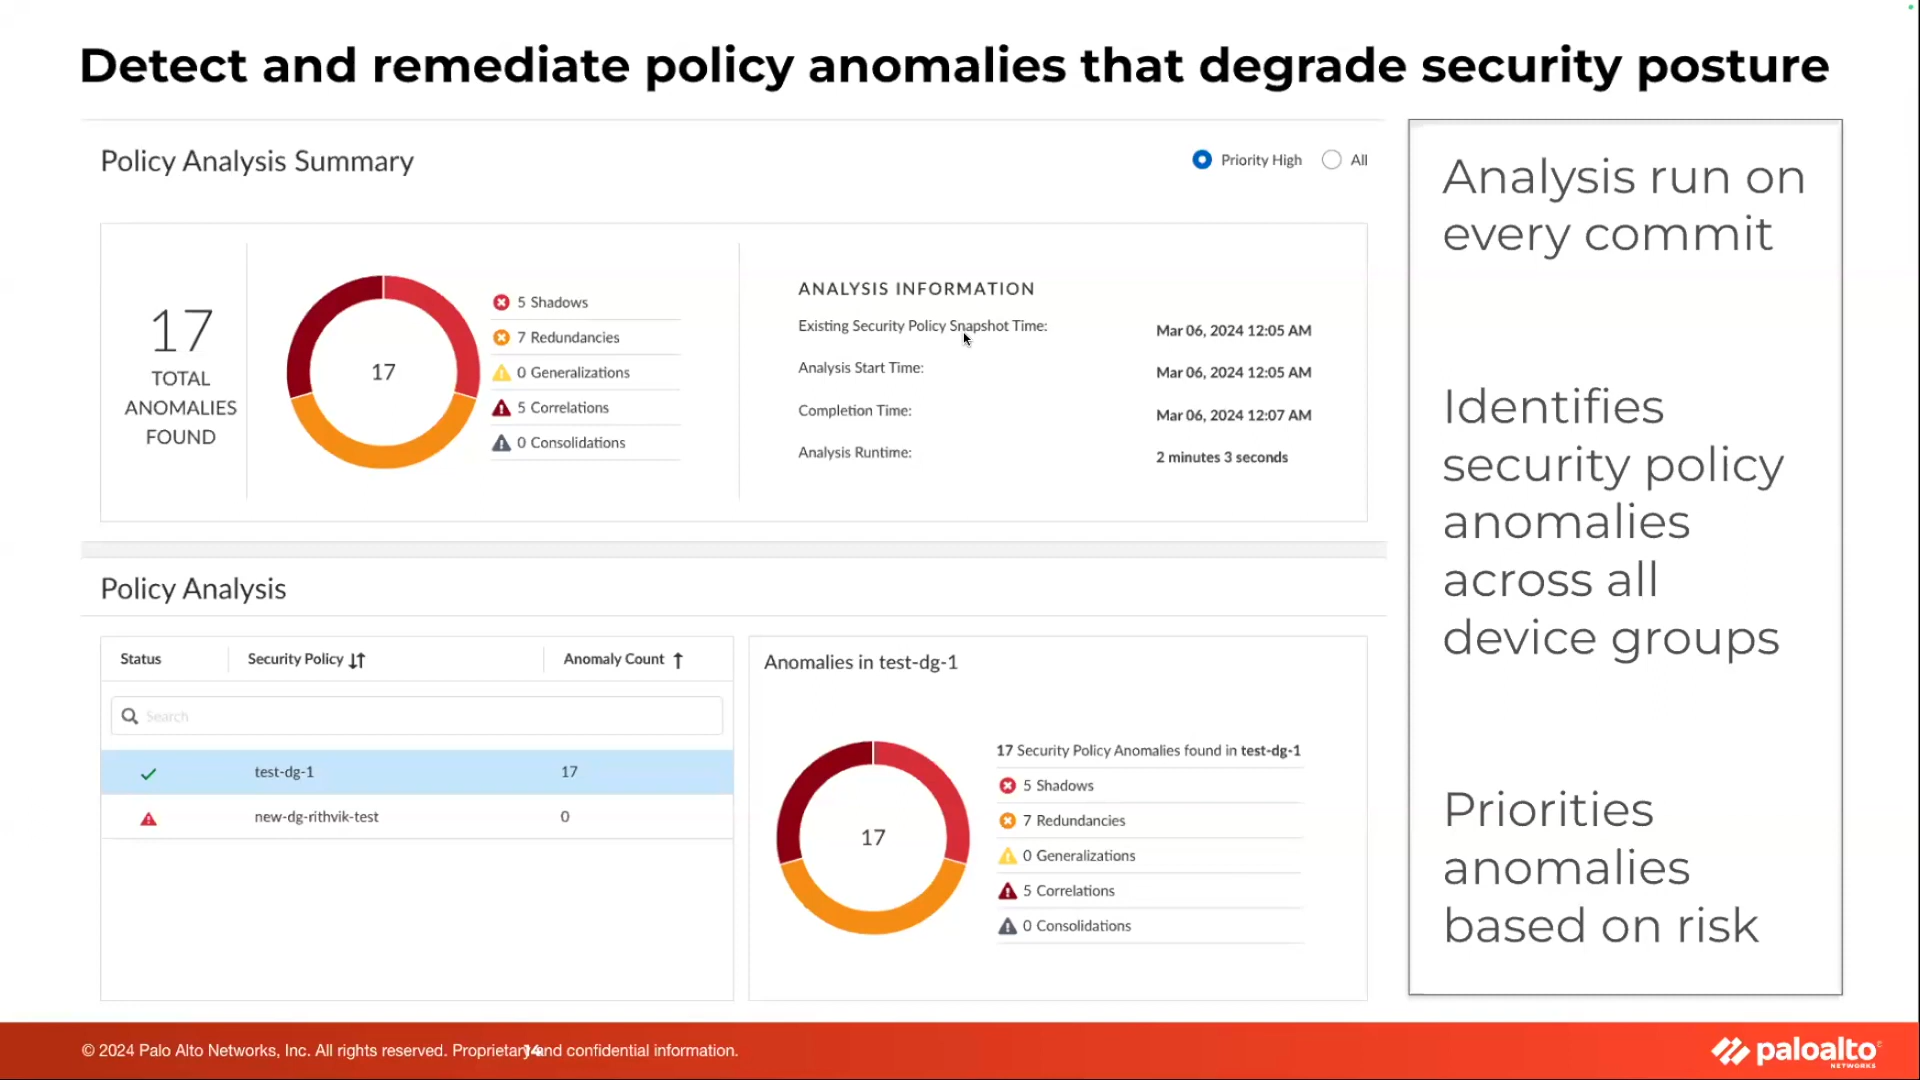 Detect and remediate policy anomalies that degrade security posture
Policy Analysis Summary
Priority High
All
17
TOTAL
ANOMALIES
FOUND
17
5 Shadows
7 Redundancies
0 Generalizations
5 Correlations
0 Consolidations
ANALYSIS INFORMATION
Existing Security Policy Snapshot Time: Mar 06, 2024 12:05 AM
Analysis Start Time: Mar 06, 2024 12:05 AM
Completion Time: Mar 06, 2024 12:07 AM
Analysis Runtime: 2 minutes 3 seconds
Policy Analysis
Status Security Policy Anomaly Count
Search
test-dg-1 17
new-dg-rithvik-test 0
Anomalies in test-dg-1
17
17 Security Policy Anomalies found in test-dg-1
5 Shadows
7 Redundancies
0 Generalizations
5 Correlations
0 Consolidations
Analysis run on
every commit
Identifies
security policy
anomalies
across all
device groups
Priorities
anomalies
based on risk
© 2024 Palo Alto Networks, Inc. All rights reserved. Proprietary and confidential information.
14
paloalto
NETWORKS